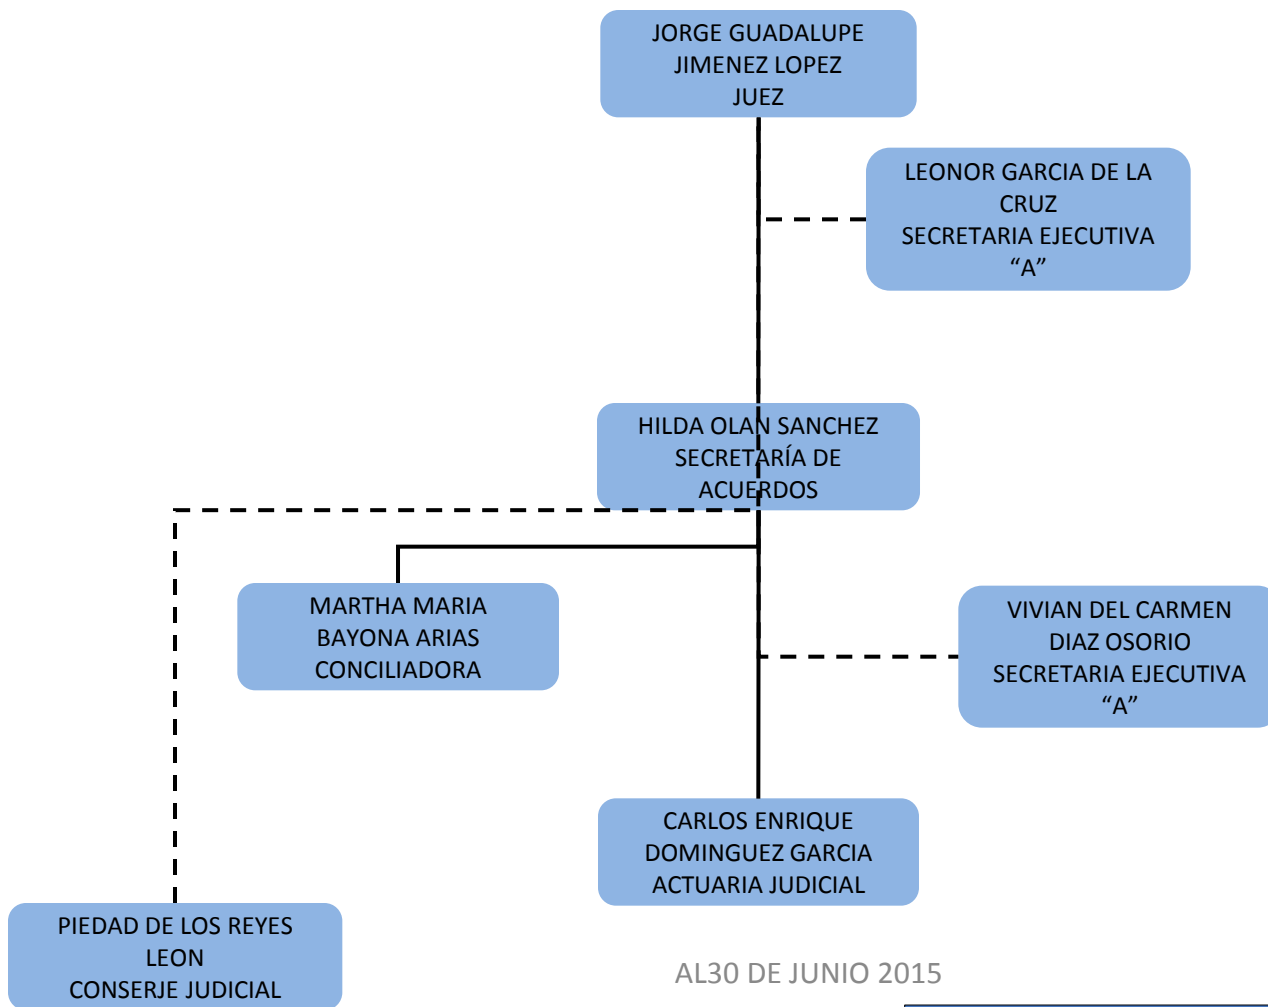 JORGE GUADALUPE
JIMENEZ LOPEZ
JUEZ
LEONOR GARCIA DE LA
CRUZ
SECRETARIA EJECUTIVA
“A”
HILDA OLAN SANCHEZ
SECRETARÍA DE
ACUERDOS
MARTHA MARIA
BAYONA ARIAS
CONCILIADORA
VIVIAN DEL CARMEN
DIAZ OSORIO
SECRETARIA EJECUTIVA
“A”
CARLOS ENRIQUE
DOMINGUEZ GARCIA
ACTUARIA JUDICIAL
PIEDAD DE LOS REYES
LEON
CONSERJE JUDICIAL
AL30 DE JUNIO 2015